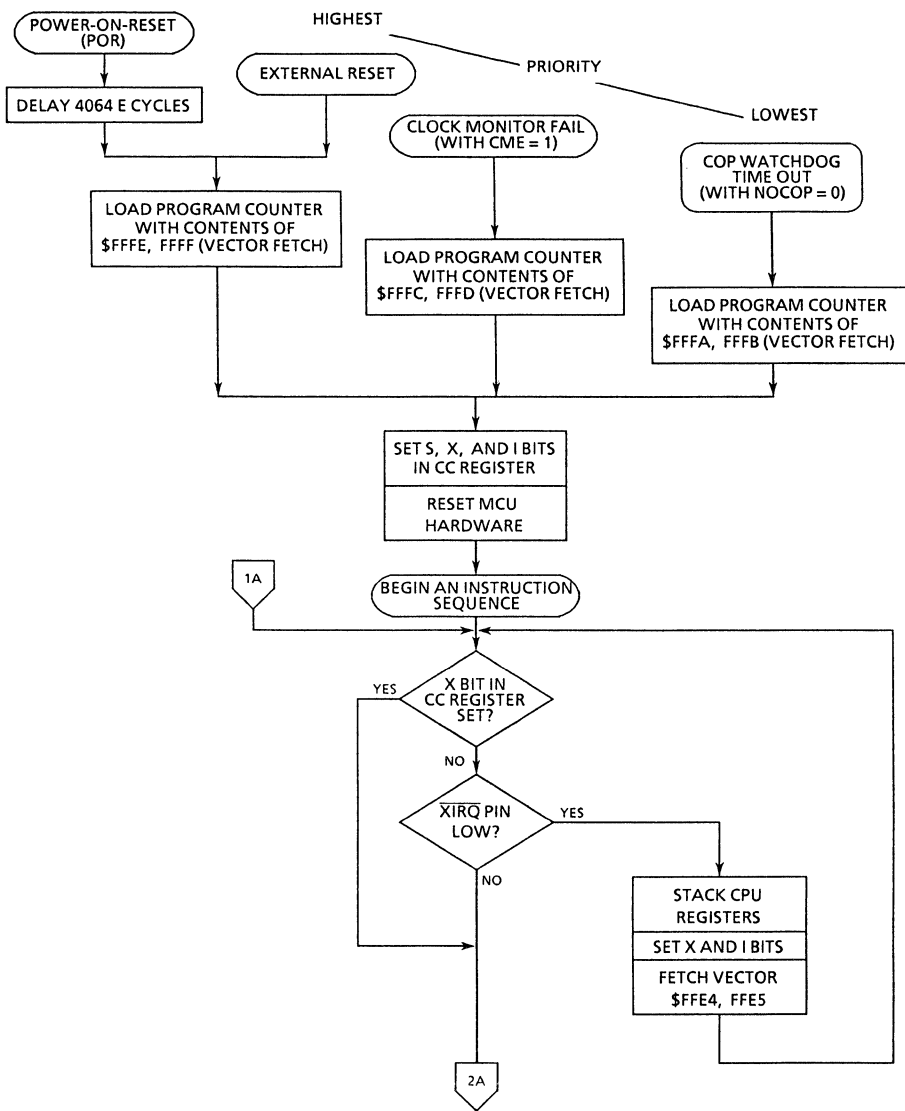 HIGHEST
PRIORITY
LOWEST
POWER-ON-RESET
(POR)
DELAY 4064 E CYCLES
EXTERNAL RESET
LOAD PROGRAM COUNTER
WITH CONTENTS OF
$FFFE, FFFF (VECTOR FETCH)
CLOCK MONITOR FAIL
(WITH CME = 1)
LOAD PROGRAM COUNTER
WITH CONTENTS OF
$FFFC, FFFD (VECTOR FETCH)
COP WATCHDOG
TIME OUT
(WITH NOCOP = 0)
LOAD PROGRAM COUNTER
WITH CONTENTS OF
$FFFA, FFFB (VECTOR FETCH)
SET S, X, AND I BITS
IN CC REGISTER
RESET MCU
HARDWARE
1A
BEGIN AN INSTRUCTION
SEQUENCE
X BIT IN
CC REGISTER
SET?
YES
NO
XIRQ PIN
LOW?
YES
NO
STACK CPU
REGISTERS
SET X AND I BITS
FETCH VECTOR
$FFE4, FFE5
2A